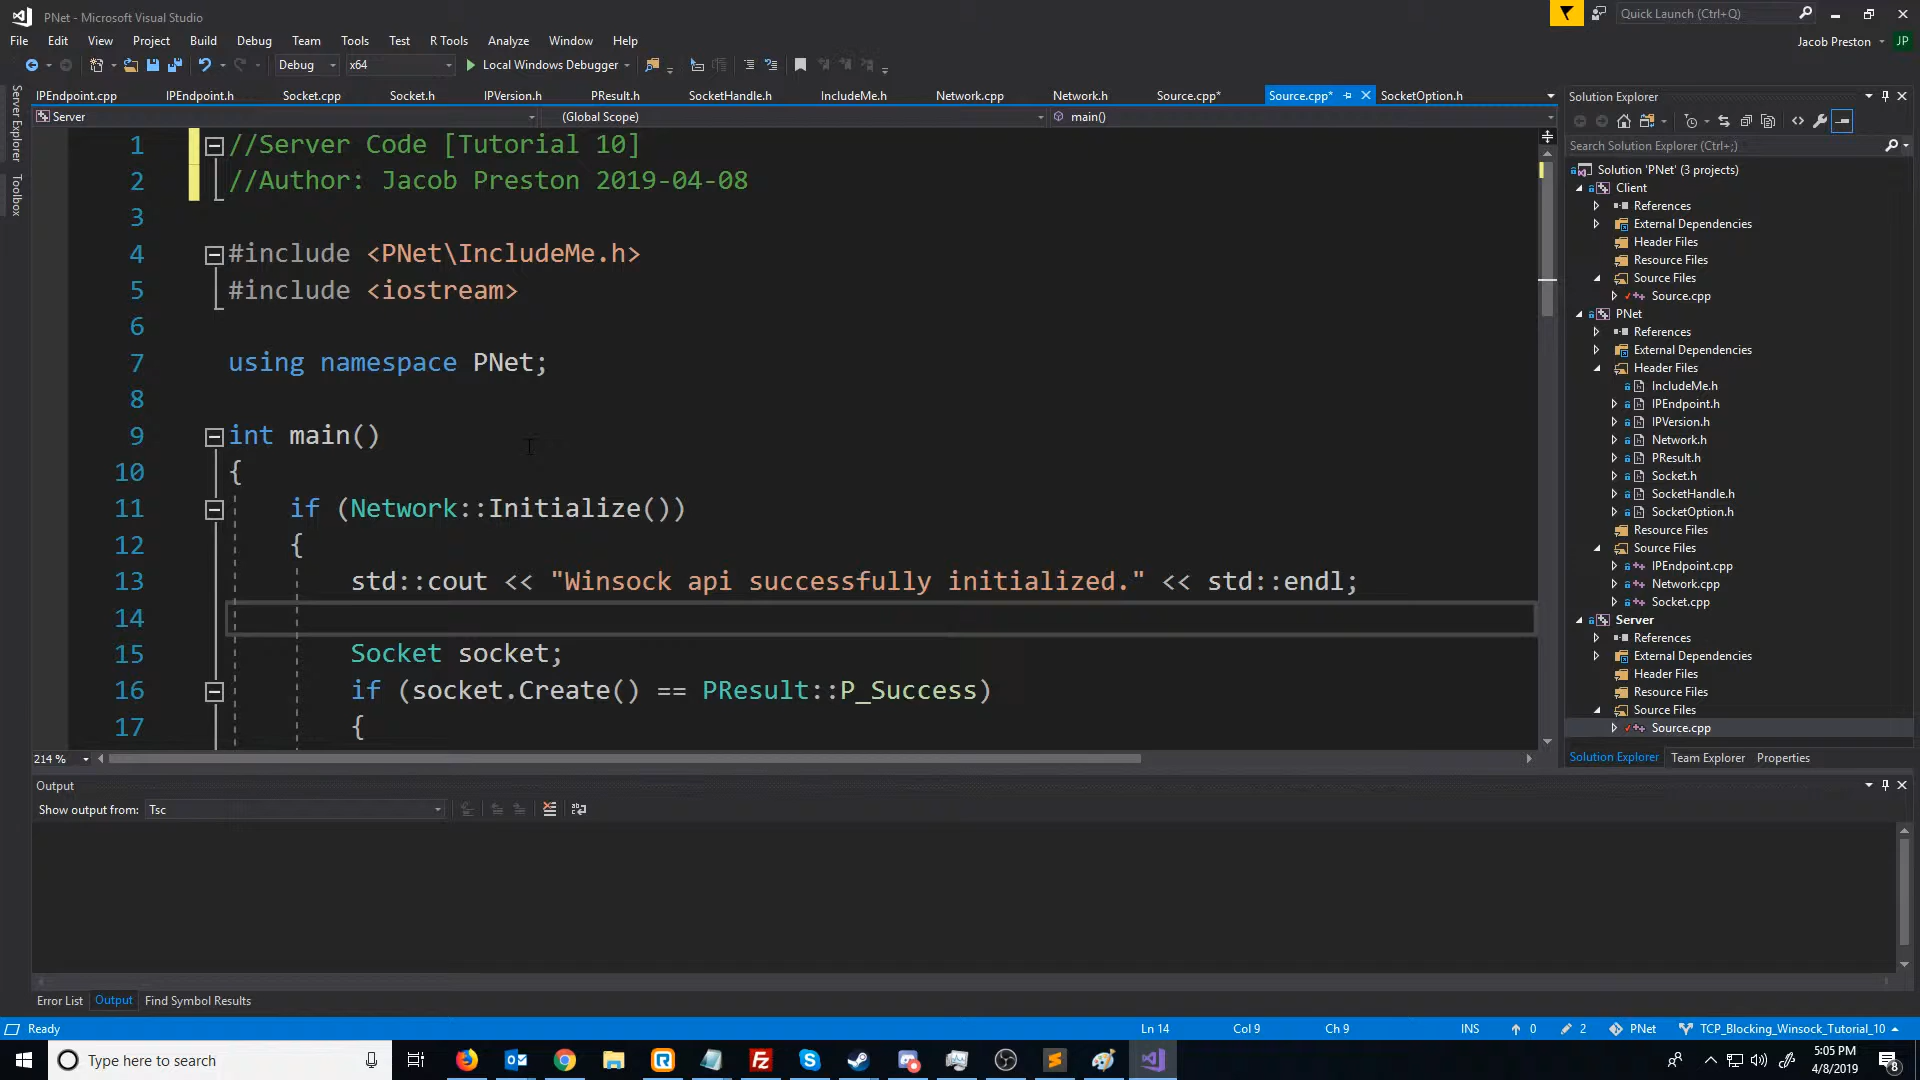 PNet - Microsoft Visual Studio
Quick Launch (Ctrl+Q)
File Edit View Project Build Debug Team Tools Test R Tools Analyze Window Help
Jacob Preston JP
Debug x64 Local Windows Debugger
Server Explorer
Toolbox
IPEndpoint.cpp IPEndpoint.h Socket.cpp Socket.h IPVersion.h PResult.h SocketHandle.h IncludeMe.h Network.cpp Network.h Source.cpp* Source.cpp* SocketOption.h
Server (Global Scope) main()
1 //Server Code [Tutorial 10]
2 //Author: Jacob Preston 2019-04-08
3
4 #include <PNet\IncludeMe.h>
5 #include <iostream>
6
7 using namespace PNet;
8
9 int main()
10 {
11 if (Network::Initialize())
12 {
13 std::cout << "Winsock api successfully initialized." << std::endl;
14
15 Socket socket;
16 if (socket.Create() == PResult::P_Success)
17 {
214 %
Solution Explorer
Search Solution Explorer (Ctrl+;)
Solution 'PNet' (3 projects)
Client
References
External Dependencies
Header Files
Resource Files
Source Files
Source.cpp
PNet
References
External Dependencies
Header Files
IncludeMe.h
IPEndpoint.h
IPVersion.h
Network.h
PResult.h
Socket.h
SocketHandle.h
SocketOption.h
Resource Files
Source Files
IPEndpoint.cpp
Network.cpp
Socket.cpp
Server
References
External Dependencies
Header Files
Resource Files
Source Files
Source.cpp
Solution Explorer Team Explorer Properties
Output
Show output from: Tsc
Error List Output Find Symbol Results
Ready Ln 14 Col 9 Ch 9 INS 0 2 PNet TCP_Blocking_Winsock_Tutorial_10
Type here to search
5:05 PM
4/8/2019
8